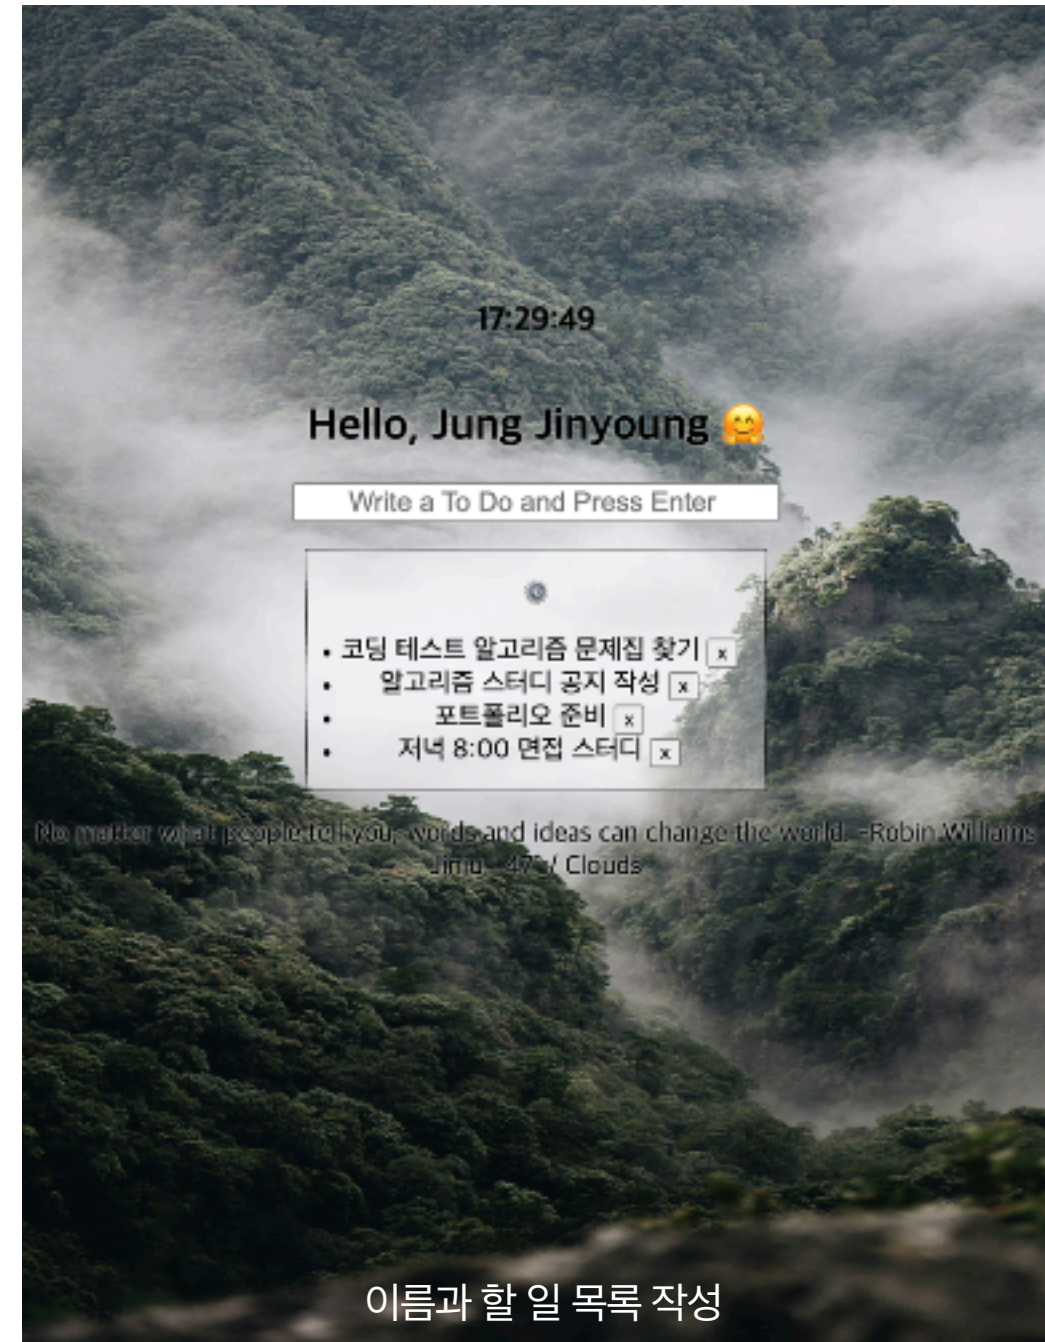 17:29:49
Hello, Jung Jinyoung 🤗
Write a To Do and Press Enter
• 코딩 테스트 알고리즘 문제집 찾기 x
• 알고리즘 스터디 공지 작성 x
• 포트폴리오 준비 x
• 저녁 8:00 면접 스터디 x
No matter what people tell you, words and ideas can change the world. -Robin Williams
/ Clouds
이름과 할 일 목록 작성